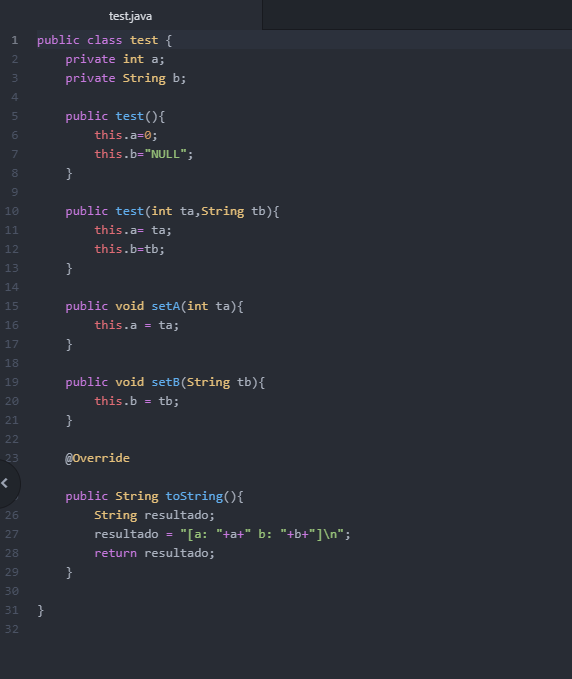 test.java
1 public class test {
2     private int a;
3     private String b;
4
5     public test(){
6         this.a=0;
7         this.b="NULL";
8     }
9
10     public test(int ta,String tb){
11         this.a= ta;
12         this.b=tb;
13     }
14
15     public void setA(int ta){
16         this.a = ta;
17     }
18
19     public void setB(String tb){
20         this.b = tb;
21     }
22
23     @Override

    public String toString(){
26         String resultado;
27         resultado = "[a: "+a+" b: "+b+"]\n";
28         return resultado;
29     }
30
31 }
32